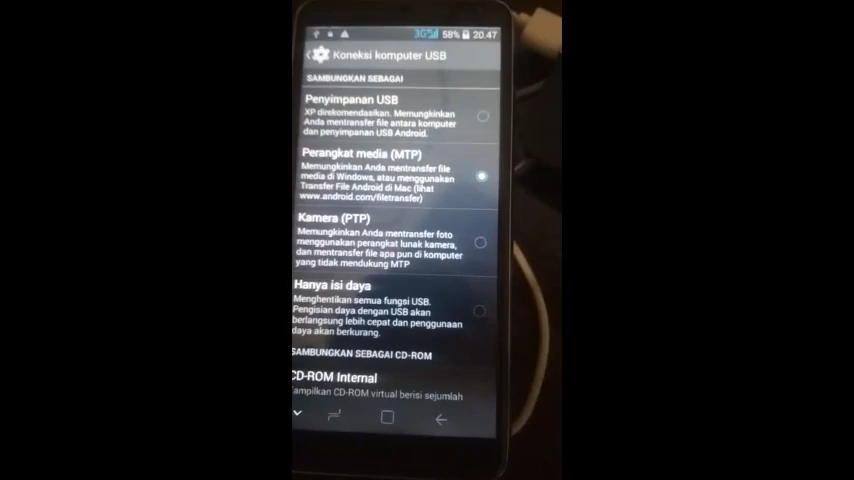 3G 58% 20.47
Koneksi komputer USB
SAMBUNGKAN SEBAGAI
Penyimpanan USB
XP direkomendasikan. Memungkinkan
Anda mentransfer file antara komputer
dan penyimpanan USB Android.
Perangkat media (MTP)
Memungkinkan Anda mentransfer file
media di Windows, atau menggunakan
Transfer File Android di Mac (lihat
www.android.com/filetransfer)
Kamera (PTP)
Memungkinkan Anda mentransfer foto
menggunakan perangkat lunak kamera,
dan mentransfer file apa pun di komputer
yang tidak mendukung MTP
Hanya isi daya
Menghentikan semua fungsi USB.
Pengisian daya dengan USB akan
berlangsung lebih cepat dan penggunaan
daya akan berkurang.
SAMBUNGKAN SEBAGAI CD-ROM
CD-ROM Internal
Tampilkan CD-ROM virtual berisi sejumlah